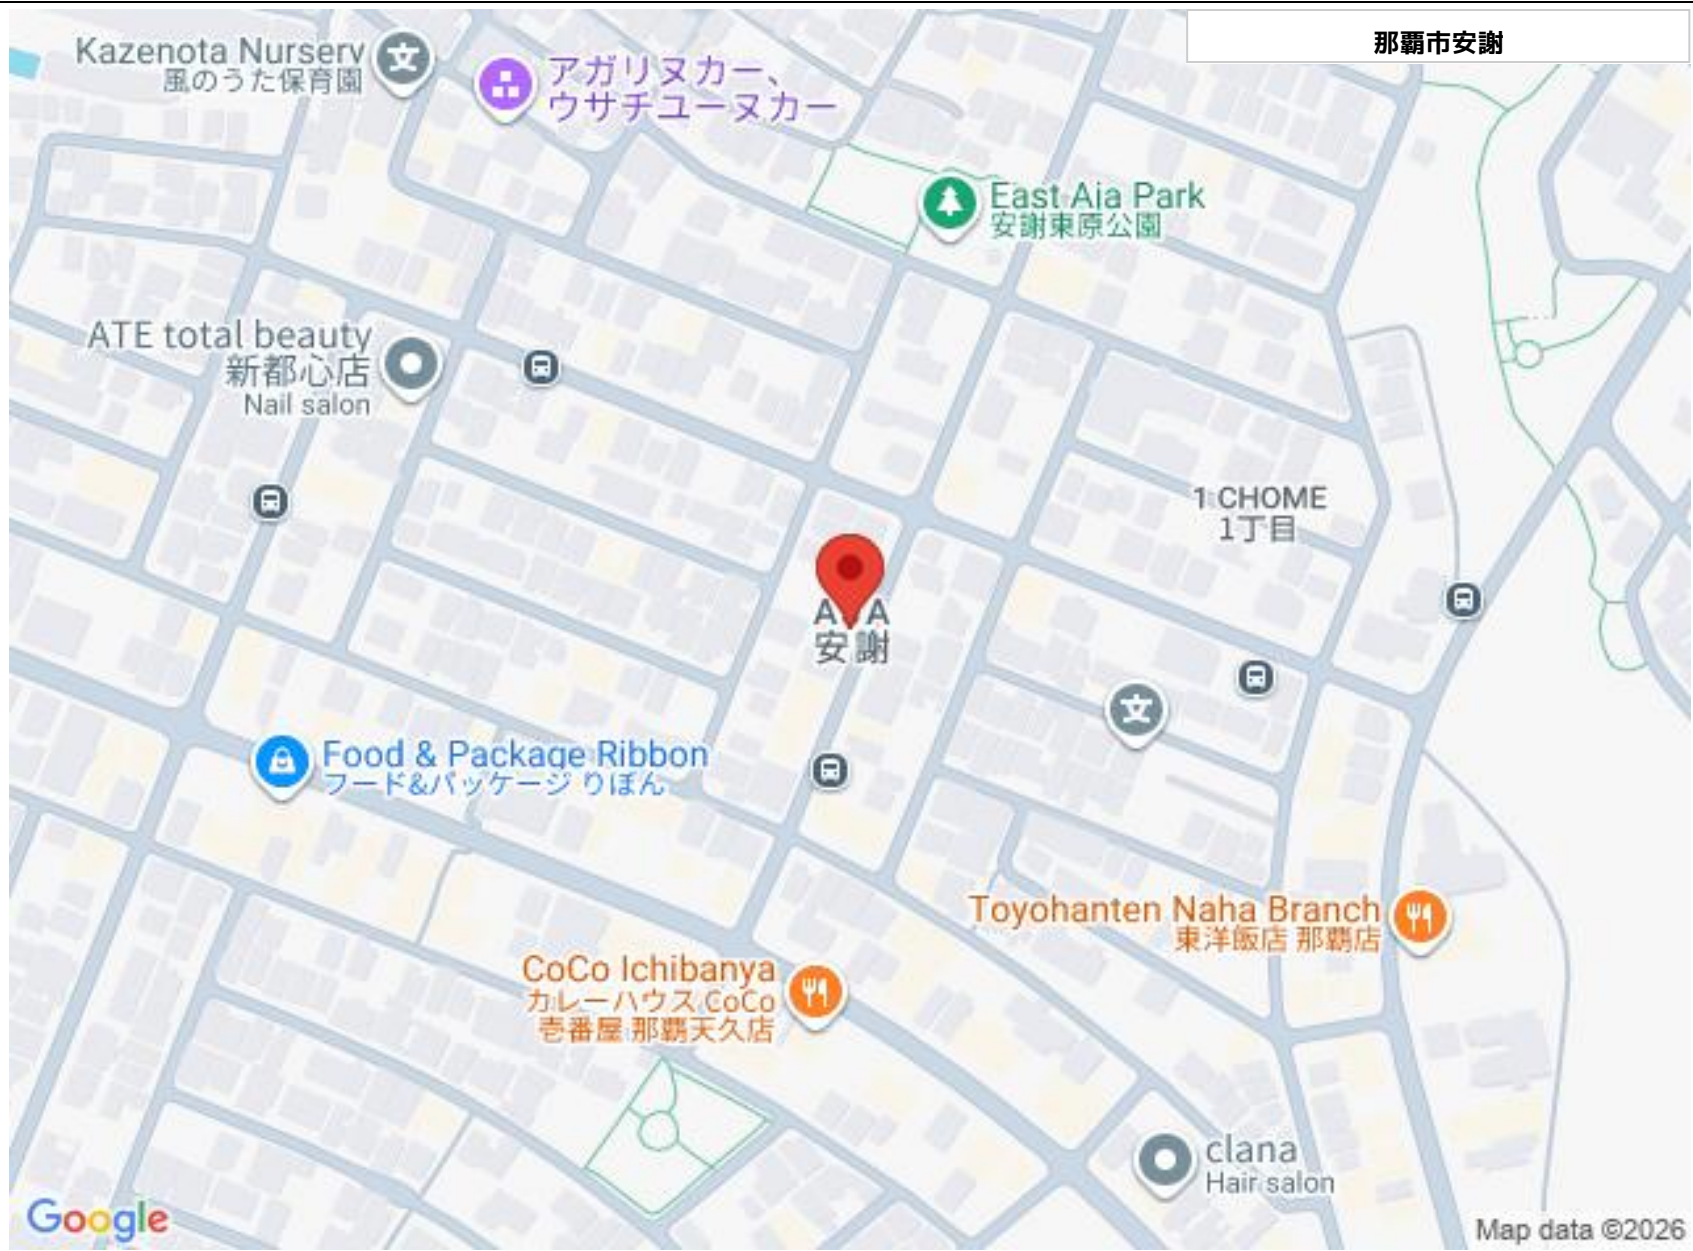 那覇市安謝
Kazenota Nursery
風のうた保育園
アガリヌカー、
ウサチユーヌカー
East Aja Park
安謝東原公園
ATE total beauty
新都心店
Nail salon
1 CHOME
1丁目
安謝
Food & Package Ribbon
フード&パッケージ りぼん
Toyohanten Naha Branch
東洋飯店 那覇店
CoCo Ichibanya
カレーハウス CoCo
壱番屋 那覇天久店
clana
Hair salon
Google
Map data ©2026